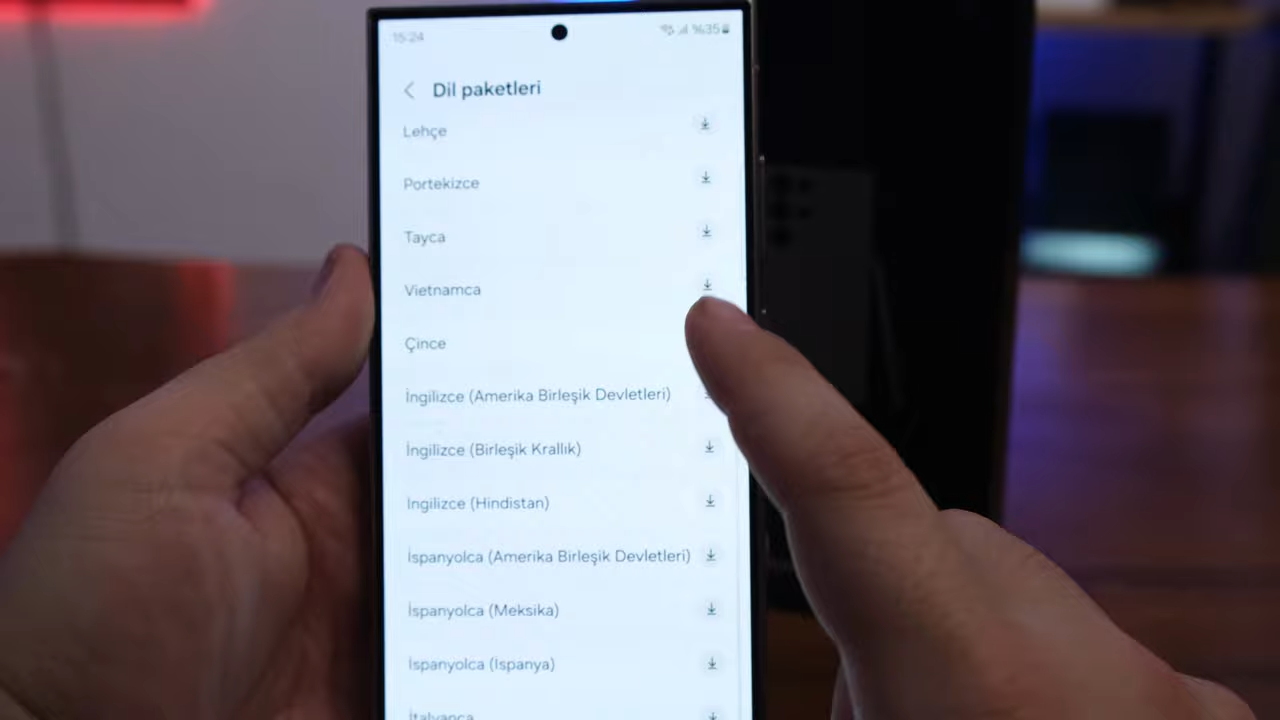 15:24 %35
Dil paketleri
Lehçe
Portekizce
Tayca
Vietnamca
Çince
İngilizce (Amerika Birleşik Devletleri)
İngilizce (Birleşik Krallık)
İngilizce (Hindistan)
İspanyolca (Amerika Birleşik Devletleri)
İspanyolca (Meksika)
İspanyolca (İspanya)
İtalyanca